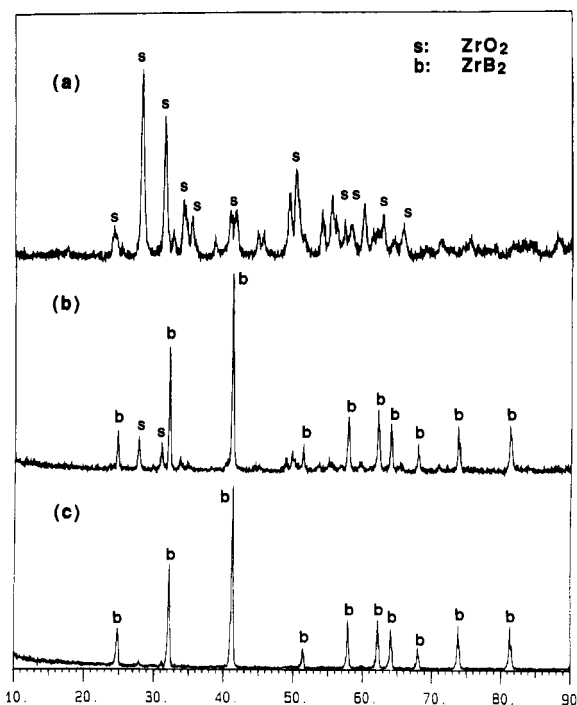 s: ZrO2
b: ZrB2
(a)
s s s s s s s s s s s
(b)
b s s b b b b b b b b b
(c)
b b b b b b b b b b
10. 20. 30. 40. 50. 60. 70. 80. 90